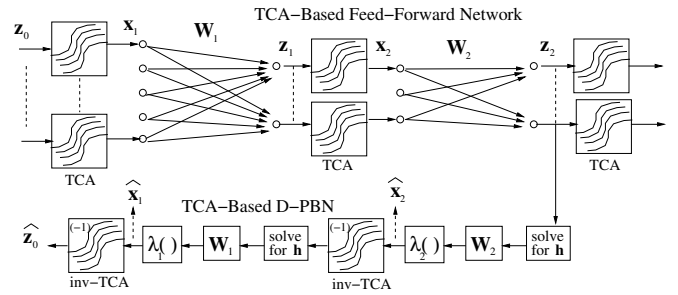 TCA-Based Feed-Forward Network
z₀ x₁ W₁ z₁ x₂ W₂ z₂
TCA TCA TCA
x̂₁ x̂₂
TCA-Based D-PBN
ẑ₀ (-1) λ₁( ) W₁ solve for h (-1) λ₂( ) W₂ solve for h
inv-TCA inv-TCA